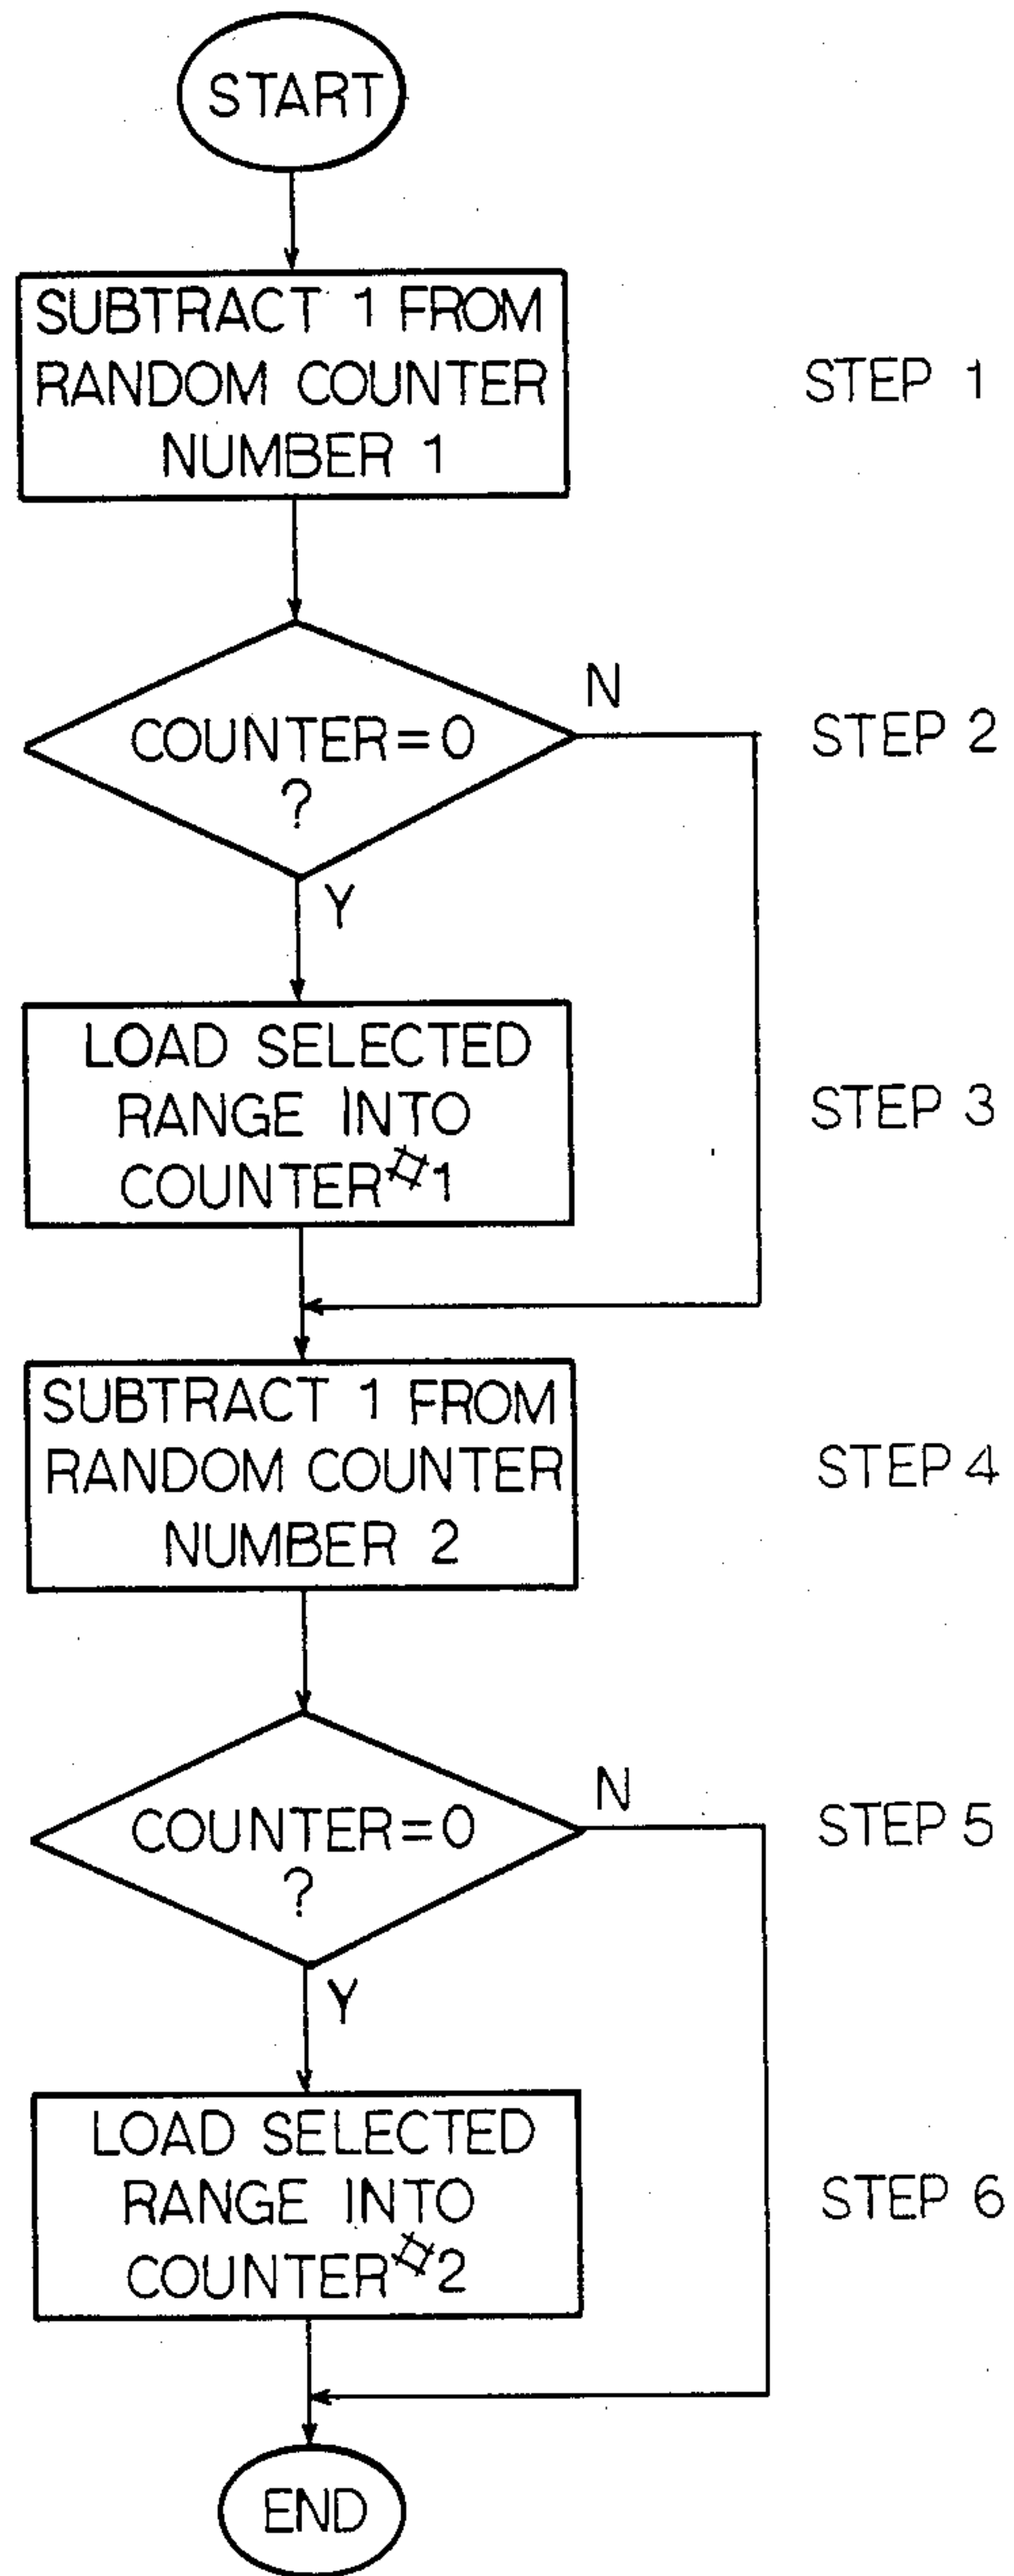 START
SUBTRACT 1 FROM
RANDOM COUNTER
NUMBER 1
STEP 1
COUNTER=0
?
N
STEP 2
Y
LOAD SELECTED
RANGE INTO
COUNTER#1
STEP 3
SUBTRACT 1 FROM
RANDOM COUNTER
NUMBER 2
STEP 4
COUNTER=0
?
N
STEP 5
Y
LOAD SELECTED
RANGE INTO
COUNTER#2
STEP 6
END